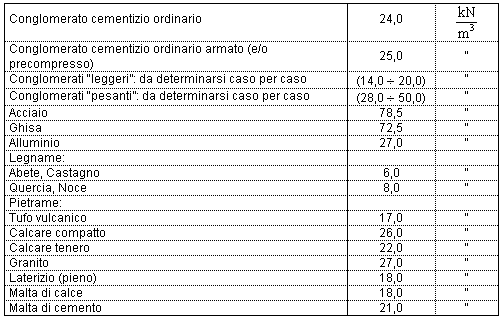 Conglomerato cementizio ordinario 24,0 kN/m³
Conglomerato cementizio ordinario armato (e/o
precompresso) 25,0 "
Conglomerati "leggeri": da determinarsi caso per caso (14,0 ÷ 20,0) "
Conglomerati "pesanti": da determinarsi caso per caso (28,0 ÷ 50,0) "
Acciaio 78,5 "
Ghisa 72,5 "
Alluminio 27,0 "
Legname:
Abete, Castagno 6,0 "
Quercia, Noce 8,0 "
Pietrame:
Tufo vulcanico 17,0 "
Calcare compatto 26,0 "
Calcare tenero 22,0 "
Granito 27,0 "
Laterizio (pieno) 18,0 "
Malta di calce 18,0 "
Malta di cemento 21,0 "